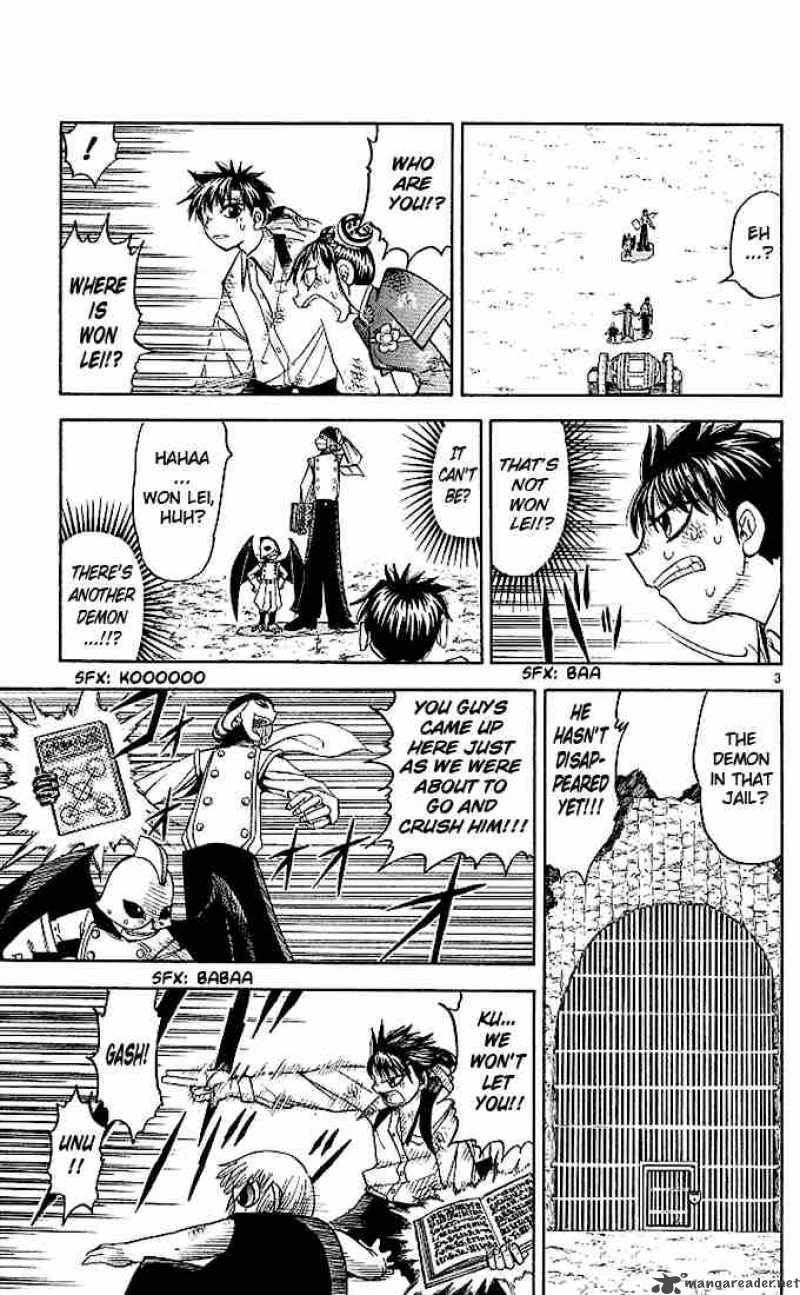 EH
...?
WHO
ARE
YOU!?
!
WHERE
IS
WON
LEI!?
THAT'S
NOT
WON
LEI!?
IT
CAN'T
BE?
HAHAA
...
WON LEI,
HUH?
THERE'S
ANOTHER
DEMON
...!!?
SFX: BAA
SFX: KOOOOOO
3
THE
DEMON
IN THAT
JAIL?
HE
HASN'T
DISAP-
PEARED
YET!!!
YOU GUYS
CAME UP
HERE JUST
AS WE WERE
ABOUT TO
GO AND
CRUSH HIM!!!
SFX: BABAA
KU...
WE
WON'T
LET
YOU!!
GASH!
UNU
!!
mangareader.net